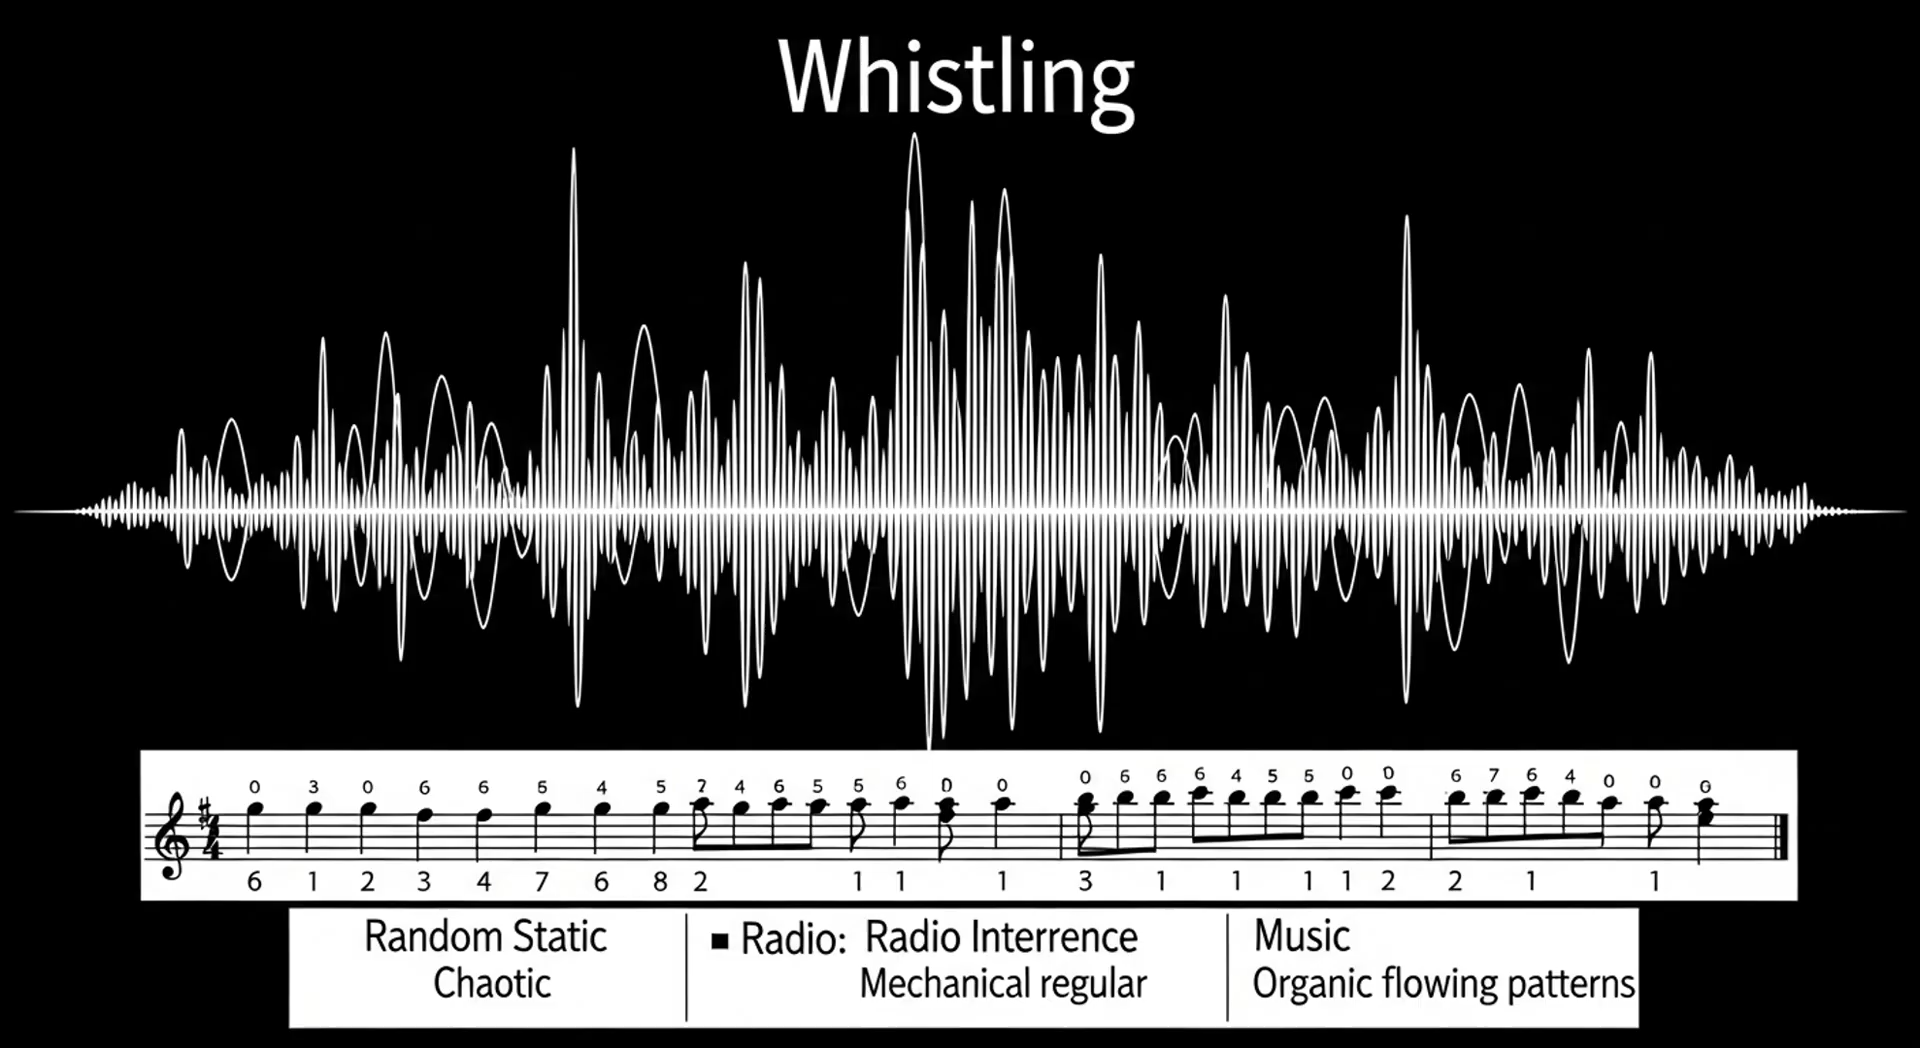 Whistling
0 3 0 6 6 5 4 5 2 4 6 5 5 6 0 0 0 6 6 6 4 5 5 0 0 6 7 6 4 0 0 0
4 4
6 1 2 3 4 7 6 8 2 1 1 1 3 1 1 1 1 2 2 1 1
Random Static
Chaotic
■ Radio: Radio Interrence
Mechanical regular
Music
Organic flowing patterns